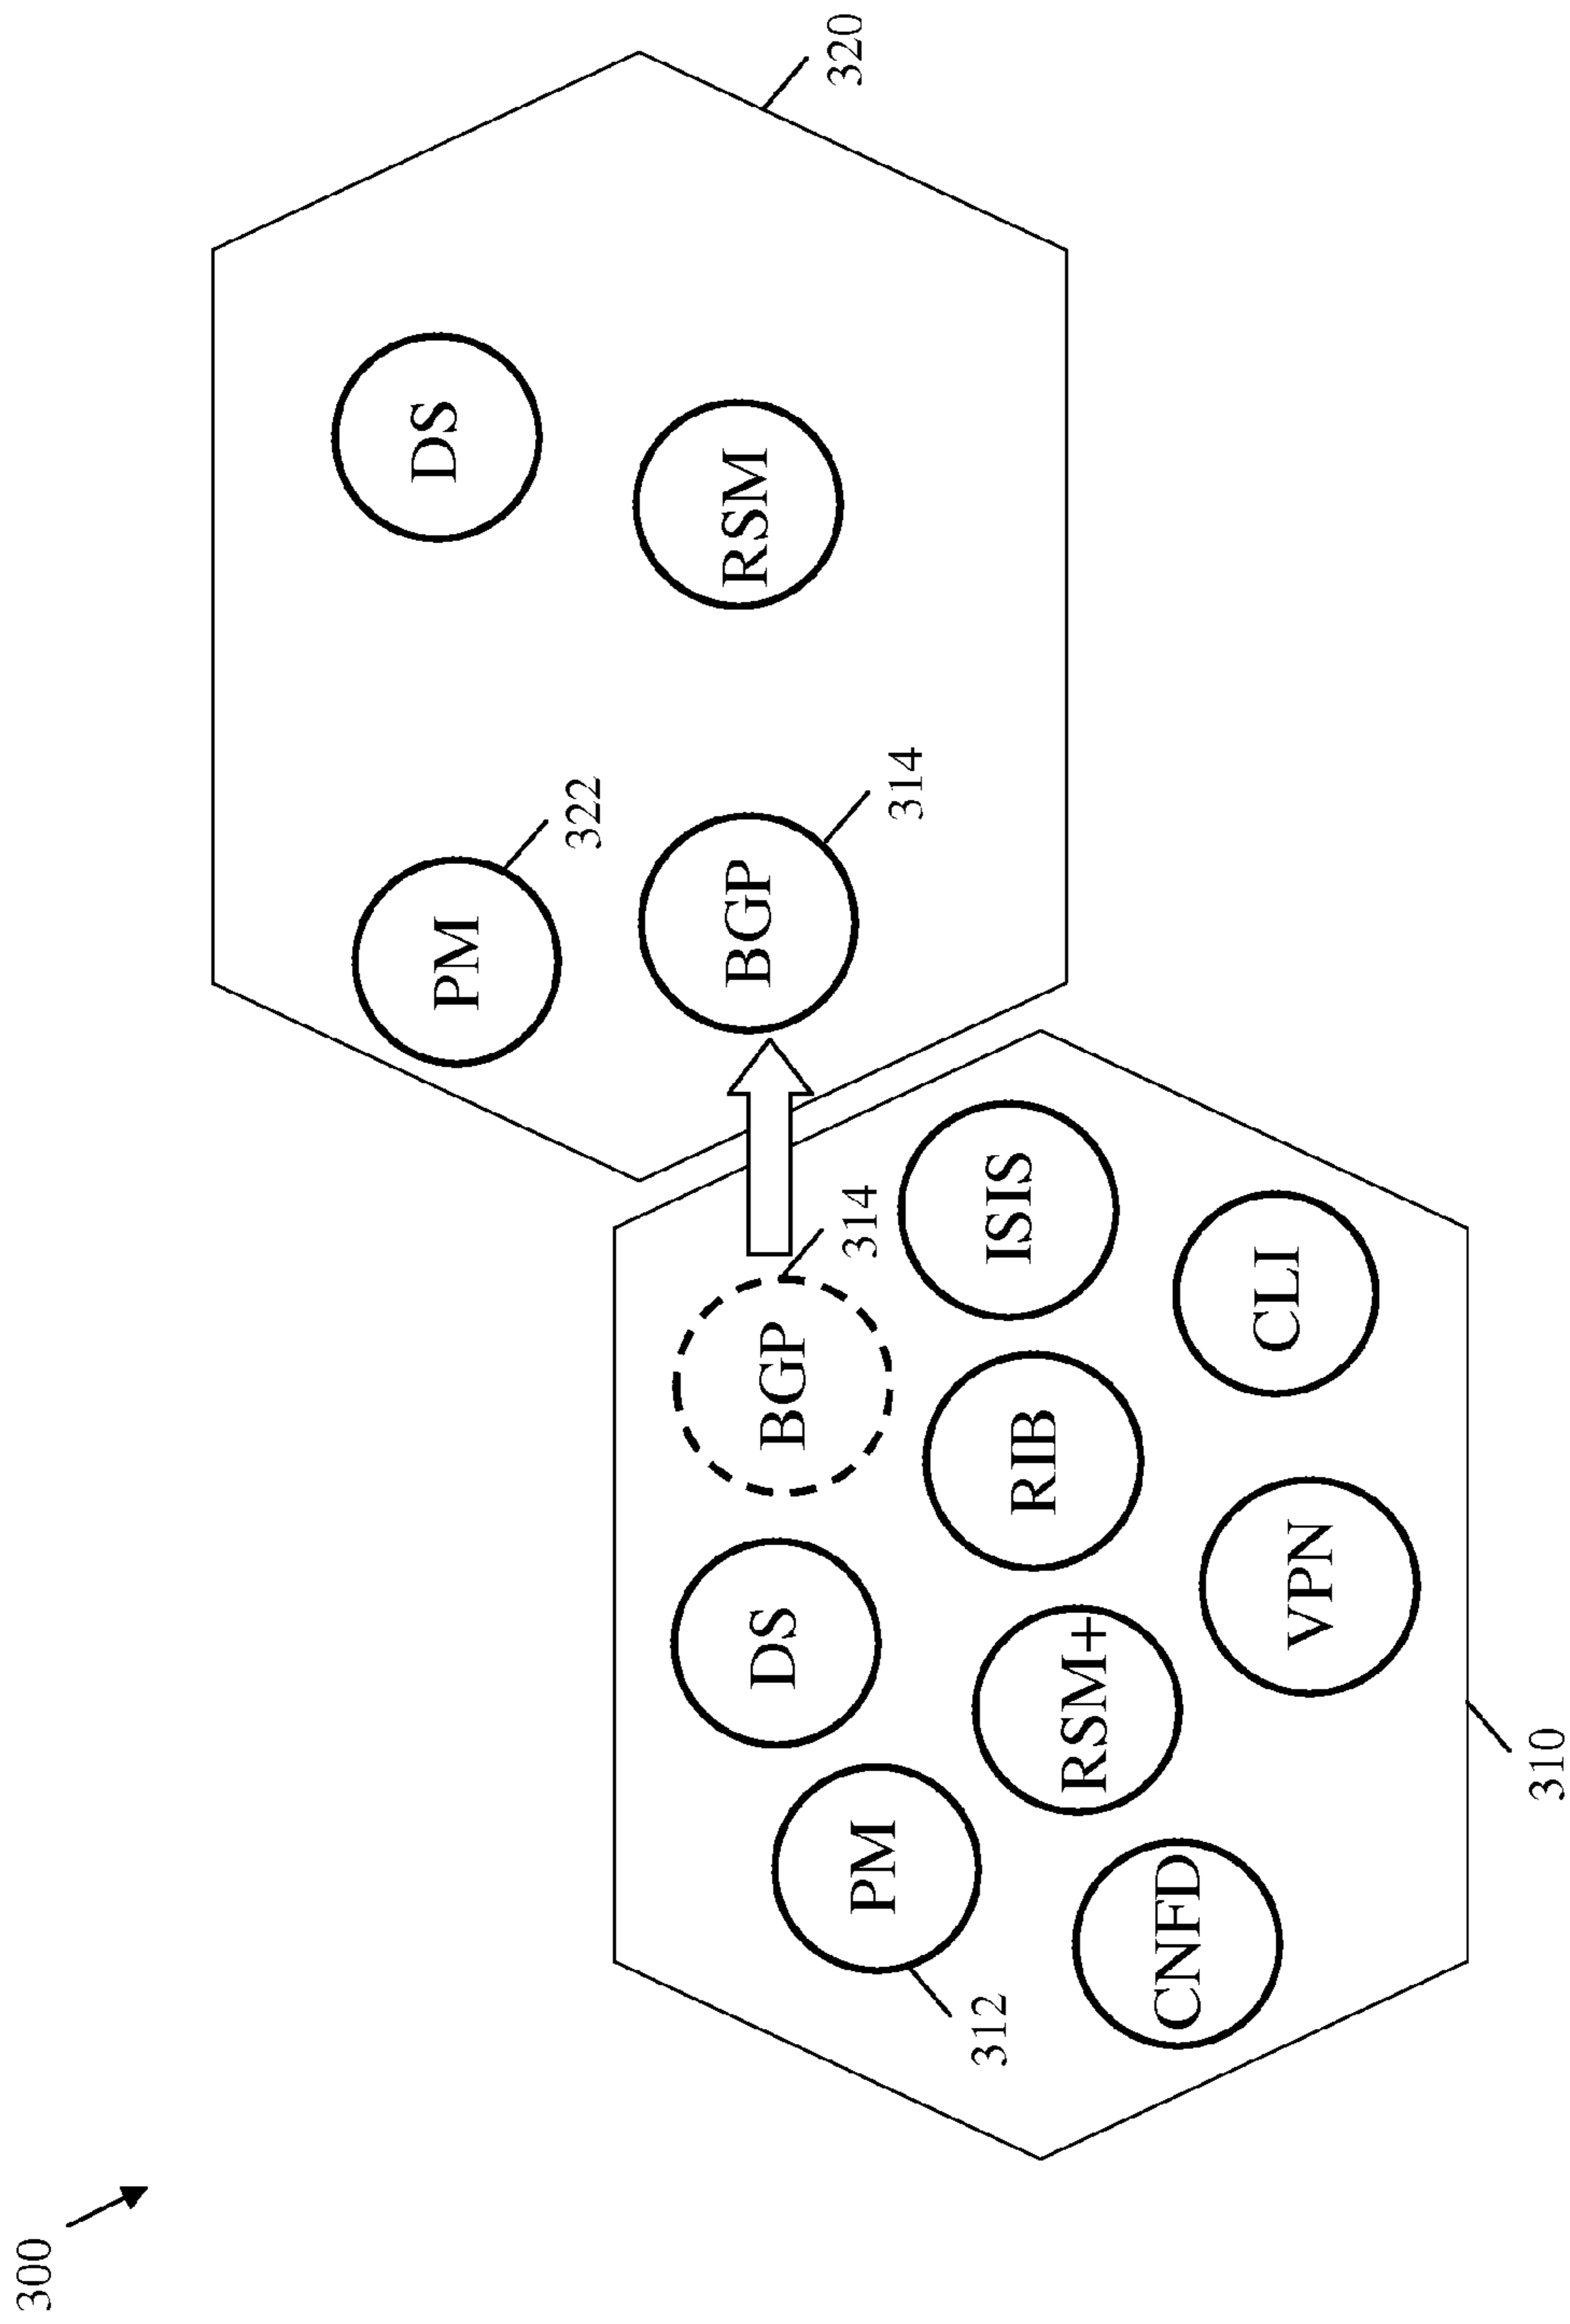 300
310
PM
312
DS
BGP
314
CNFD
RSM+
RIB
ISIS
VPN
CLI
320
PM
322
DS
BGP
314
RSM